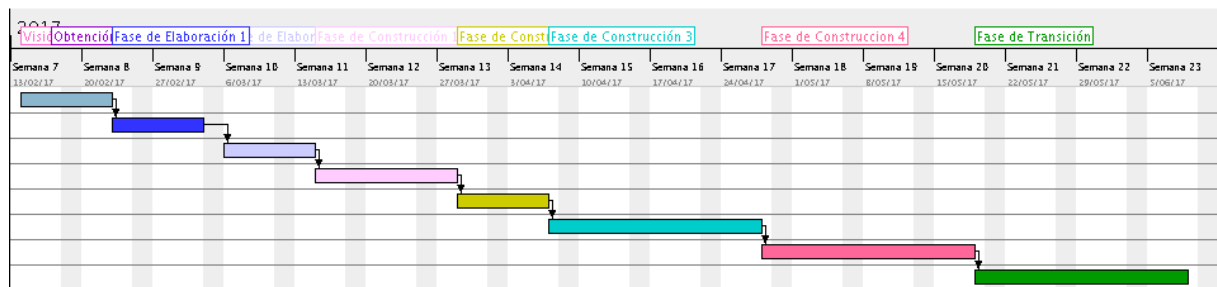 2017
Visió
Obtención
Fase de Elaboración 1
e de Elabor
Fase de Construcción 1
Fase de Constr
Fase de Construcción 3
Fase de Construccion 4
Fase de Transición
Semana 7
Semana 8
Semana 9
Semana 10
Semana 11
Semana 12
Semana 13
Semana 14
Semana 15
Semana 16
Semana 17
Semana 18
Semana 19
Semana 20
Semana 21
Semana 22
Semana 23
13/02/17
20/02/17
27/02/17
6/03/17
13/03/17
20/03/17
27/03/17
3/04/17
10/04/17
17/04/17
24/04/17
1/05/17
8/05/17
15/05/17
22/05/17
29/05/17
5/06/17